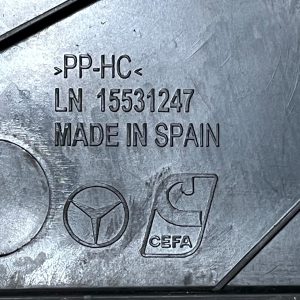 >PP-HC<
LN 15531247
MADE IN SPAIN
CEFA